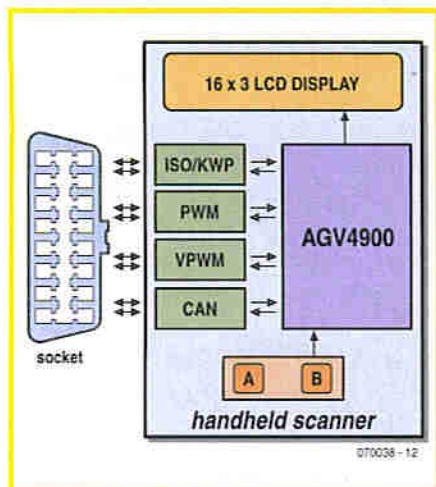 16 x 3 LCD DISPLAY
ISO/KWP
PWM
VPWM
CAN
AGV4900
socket
A B
handheld scanner
070038 - 12